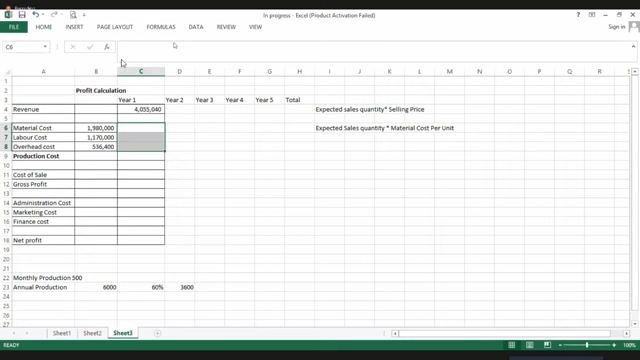 In progress - Excel (Product Activation Failed)
FILE HOME INSERT PAGE LAYOUT FORMULAS DATA REVIEW VIEW Sign in
C6 fx
A B C D E F G H I J K L M N O P Q R S
1
2 Profit Calculation
3 Year 1 Year 2 Year 3 Year 4 Year 5 Total
4 Revenue 4,055,040 Expected sales quantity* Selling Price
5
6 Material Cost 1,980,000 Expected Sales quantity * Material Cost Per Unit
7 Labour Cost 1,170,000
8 Overhead cost 536,400
9 Production Cost
10
11 Cost of Sale
12 Gross Profit
13
14 Administration Cost
15 Marketing Cost
16 Finance cost
17
18 Net profit
19
20
21
22 Monthly Production 500
23 Annual Production 6000 60% 3600
24
25
26
27
Sheet1 Sheet2 Sheet3
READY 100%